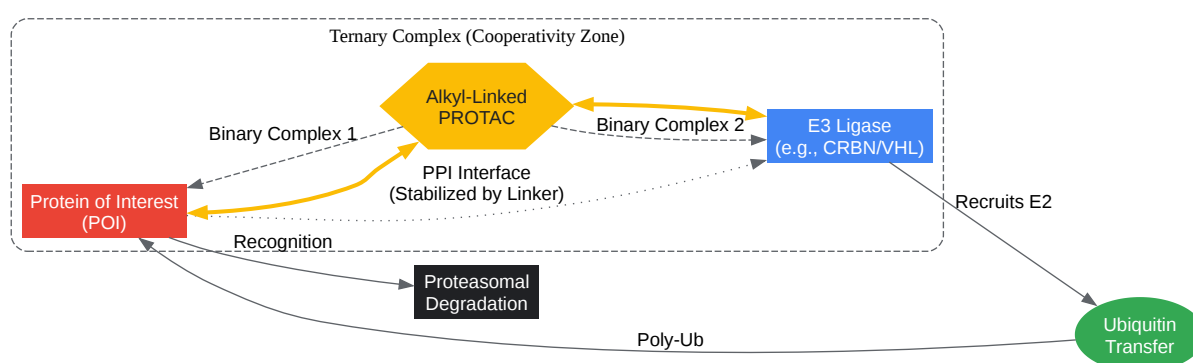 Ternary Complex (Cooperativity Zone)
Alkyl-Linked
PROTAC
Binary Complex 1
Binary Complex 2
E3 Ligase
(e.g., CRBN/VHL)
PPI Interface
(Stabilized by Linker)
Protein of Interest
(POI)
Recruits E2
Recognition
Proteasomal
Degradation
Ubiquitin
Transfer
Poly-Ub